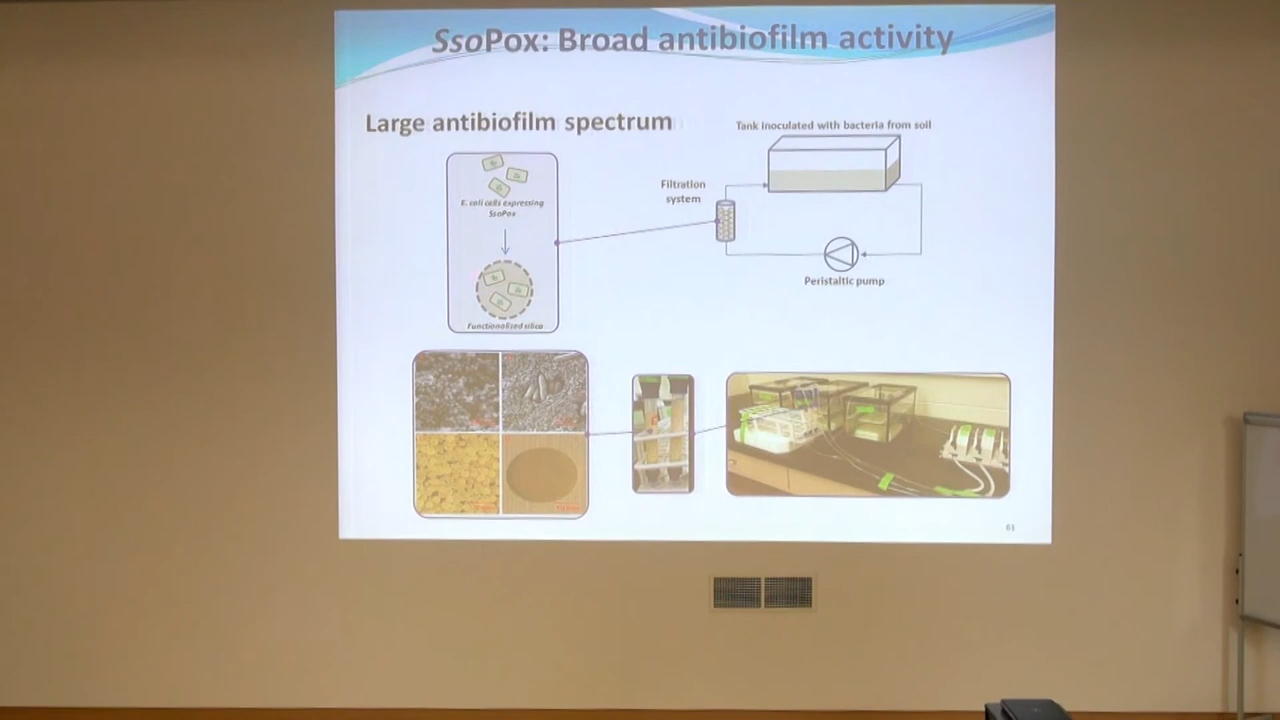 SsoPox: Broad antibiofilm activity
Large antibiofilm spectrum
Tank inoculated with bacteria from soil
Filtration
system
E. coli cells expressing
SsoPox
Functionalized silica
Peristaltic pump
61